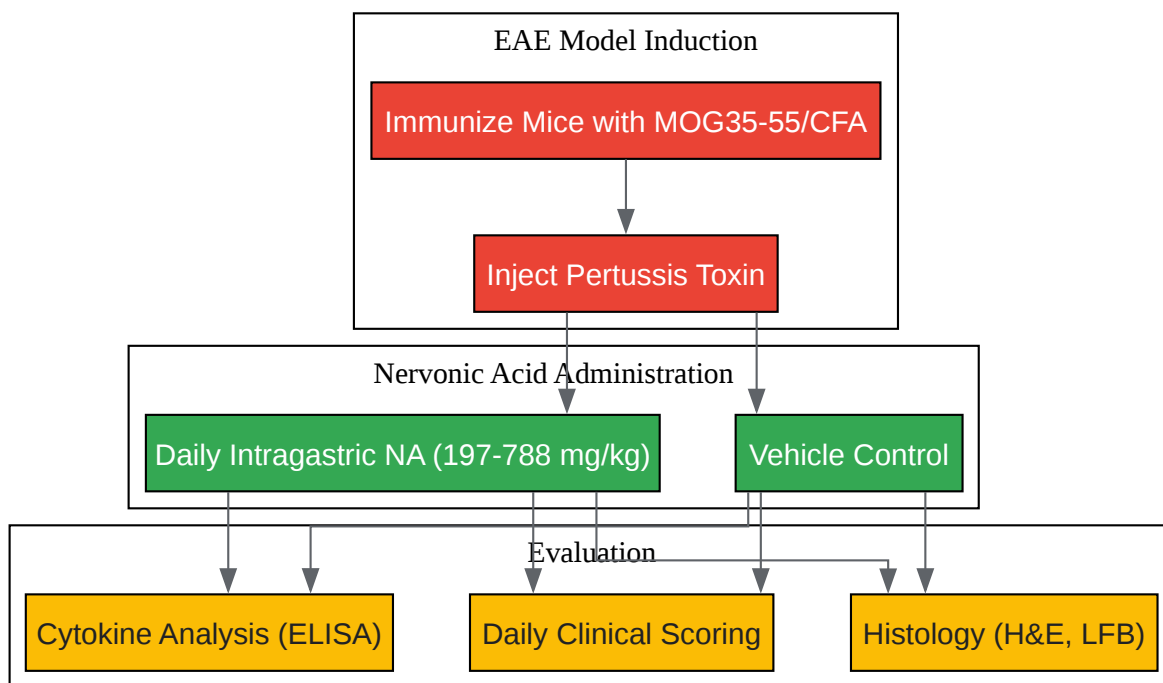 EAE Model Induction
Immunize Mice with MOG35-55/CFA
Inject Pertussis Toxin
Nervonic Acid Administration
Daily Intragastric NA (197-788 mg/kg)
Vehicle Control
Evaluation
Cytokine Analysis (ELISA)
Daily Clinical Scoring
Histology (H&E, LFB)